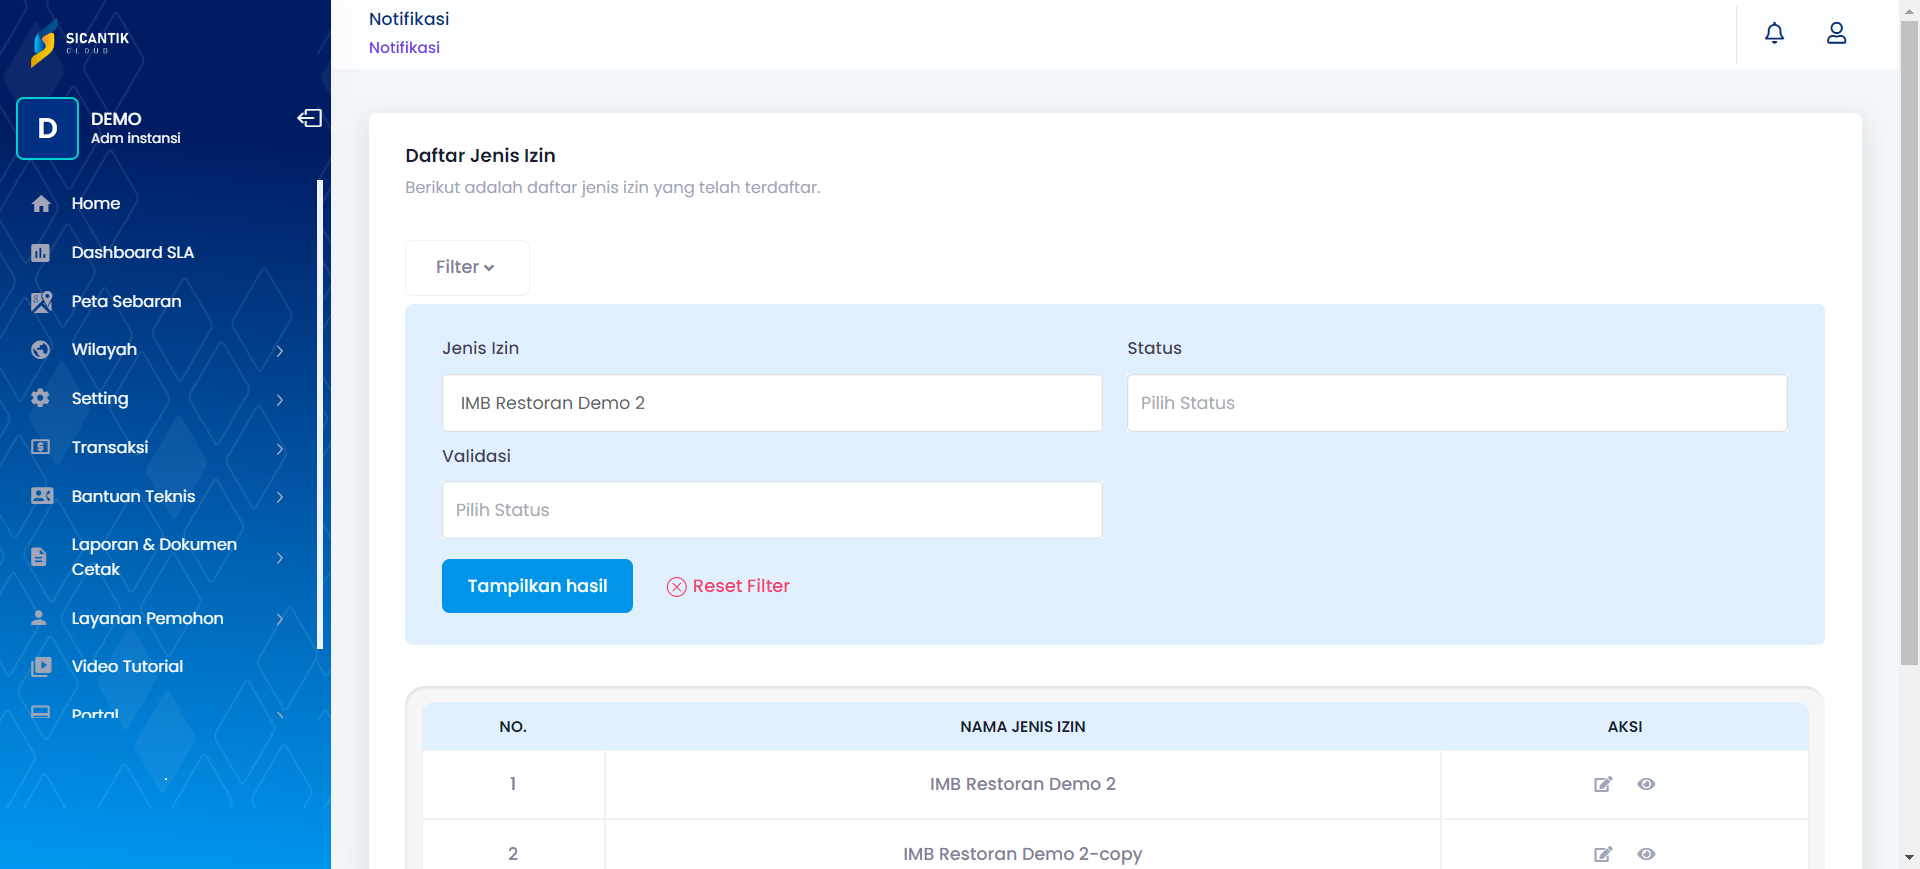 SICANTIK
CLOUD
D
DEMO
Adm instansi
Home
Dashboard SLA
Peta Sebaran
Wilayah
Setting
Transaksi
Bantuan Teknis
Laporan & Dokumen
Cetak
Layanan Pemohon
Video Tutorial
Portal
Notifikasi
Notifikasi
Daftar Jenis Izin
Berikut adalah daftar jenis izin yang telah terdaftar.
Filter
Jenis Izin
Status
IMB Restoran Demo 2
Pilih Status
Validasi
Pilih Status
Tampilkan hasil
Reset Filter
NO. NAMA JENIS IZIN AKSI
1 IMB Restoran Demo 2
2 IMB Restoran Demo 2-copy